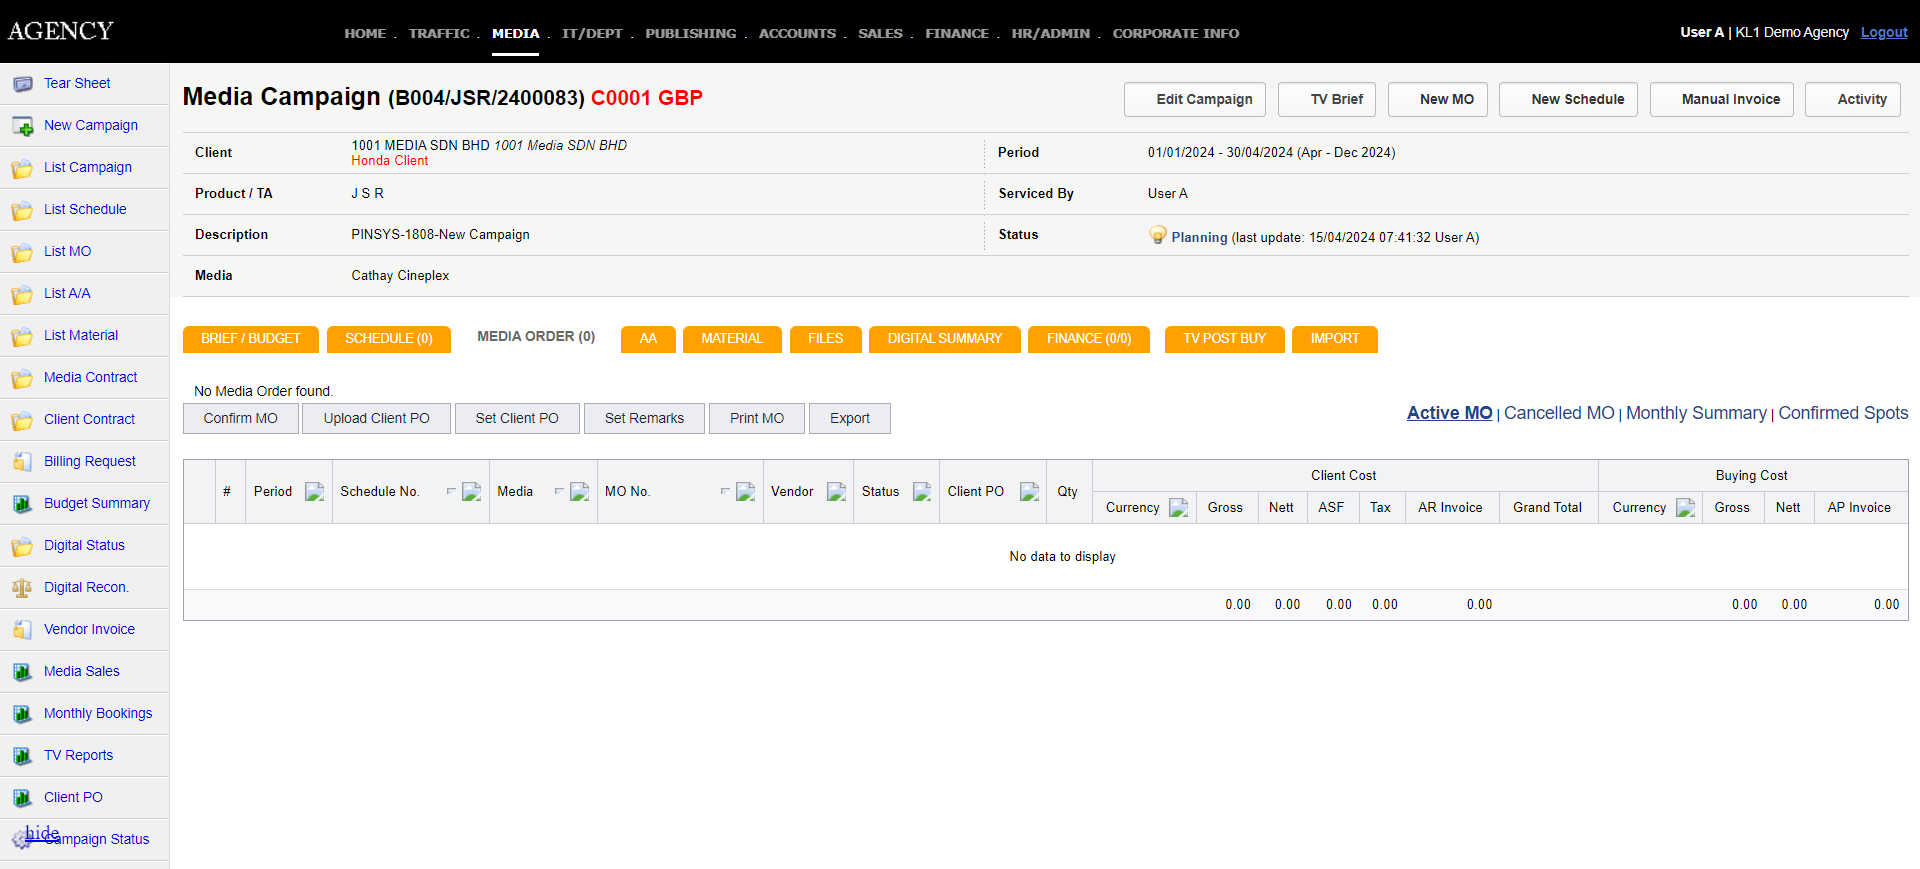 AGENCY
HOME . TRAFFIC . MEDIA . IT/DEPT . PUBLISHING . ACCOUNTS . SALES . FINANCE . HR/ADMIN . CORPORATE INFO
User A | KL1 Demo Agency Logout
Tear Sheet
New Campaign
List Campaign
List Schedule
List MO
List A/A
List Material
Media Contract
Client Contract
Billing Request
Budget Summary
Digital Status
Digital Recon.
Vendor Invoice
Media Sales
Monthly Bookings
TV Reports
Client PO
hide
Campaign Status
Media Campaign (B004/JSR/2400083) C0001 GBP
Edit Campaign TV Brief New MO New Schedule Manual Invoice Activity
Client 1001 MEDIA SDN BHD 1001 Media SDN BHD
Honda Client
Period 01/01/2024 - 30/04/2024 (Apr - Dec 2024)
Product / TA J S R
Serviced By User A
Description PINSYS-1808-New Campaign
Status Planning (last update: 15/04/2024 07:41:32 User A)
Media Cathay Cineplex
BRIEF / BUDGET SCHEDULE (0) MEDIA ORDER (0) AA MATERIAL FILES DIGITAL SUMMARY FINANCE (0/0) TV POST BUY IMPORT
No Media Order found.
Confirm MO Upload Client PO Set Client PO Set Remarks Print MO Export
Active MO | Cancelled MO | Monthly Summary | Confirmed Spots
# Period Schedule No. Media MO No. Vendor Status Client PO Qty Client Cost Buying Cost
Currency Gross Nett ASF Tax AR Invoice Grand Total Currency Gross Nett AP Invoice
No data to display
0.00 0.00 0.00 0.00 0.00 0.00 0.00 0.00